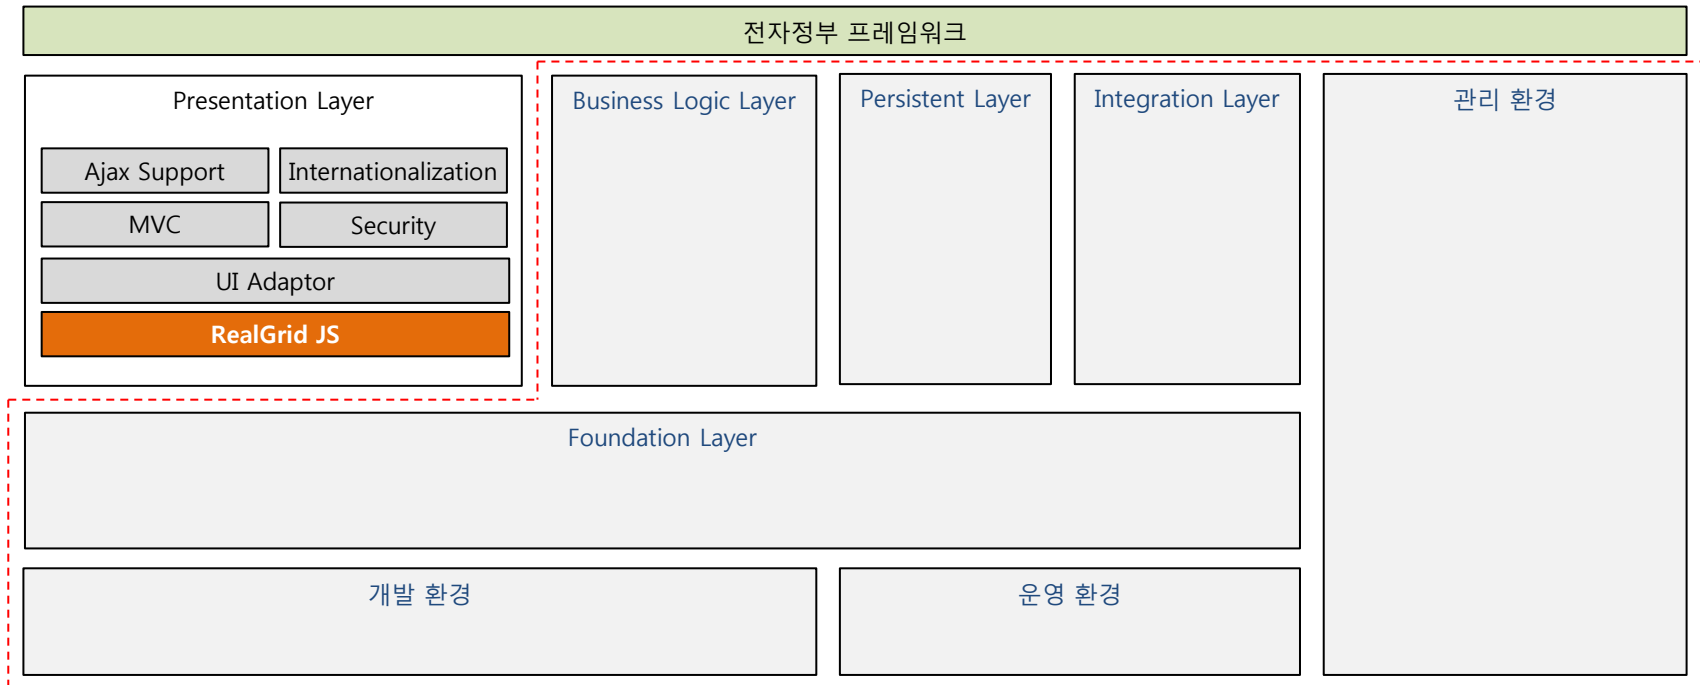 전자정부 프레임워크
Presentation Layer
Ajax Support
Internationalization
MVC
Security
UI Adaptor
RealGrid JS
Business Logic Layer
Persistent Layer
Integration Layer
관리 환경
Foundation Layer
개발 환경
운영 환경